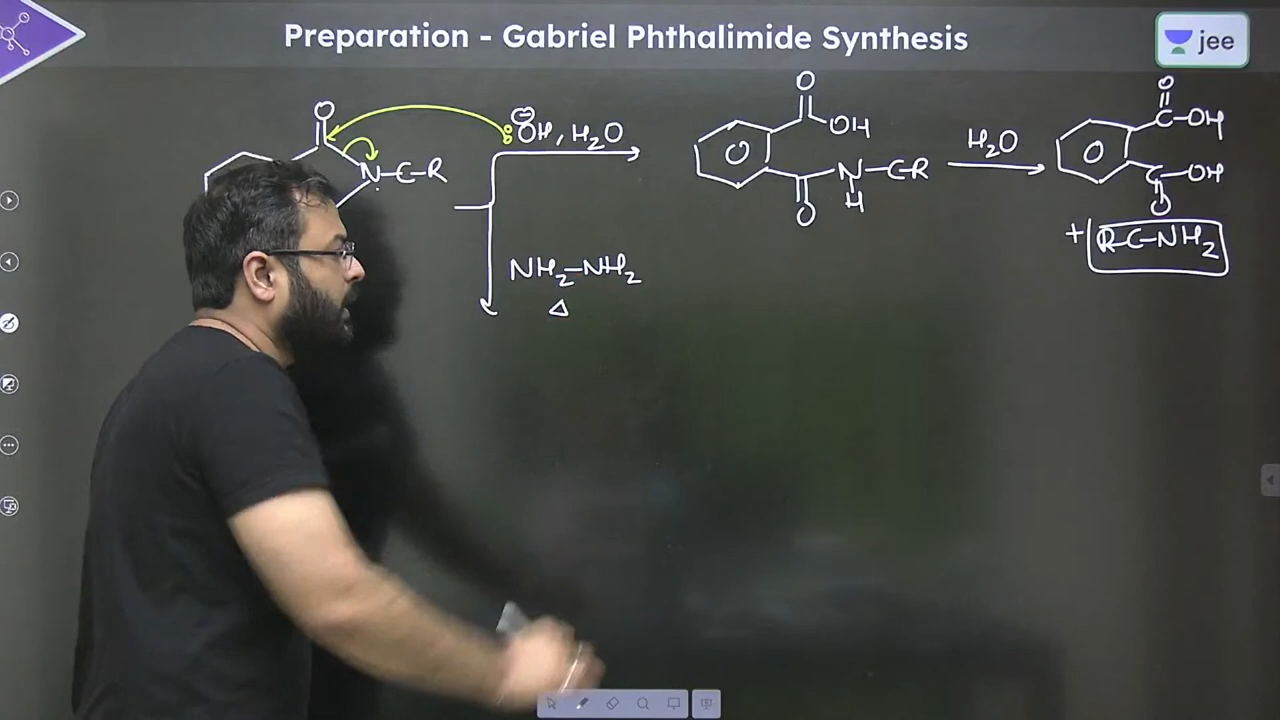 Preparation - Gabriel Phthalimide Synthesis
jee
O
N-C-R
⊖
:OH, H₂O
O
OH
N-C-R
H
O
H₂O
O
C-OH
C-OH
O
+ R-C-NH₂
NH₂-NH₂
Δ